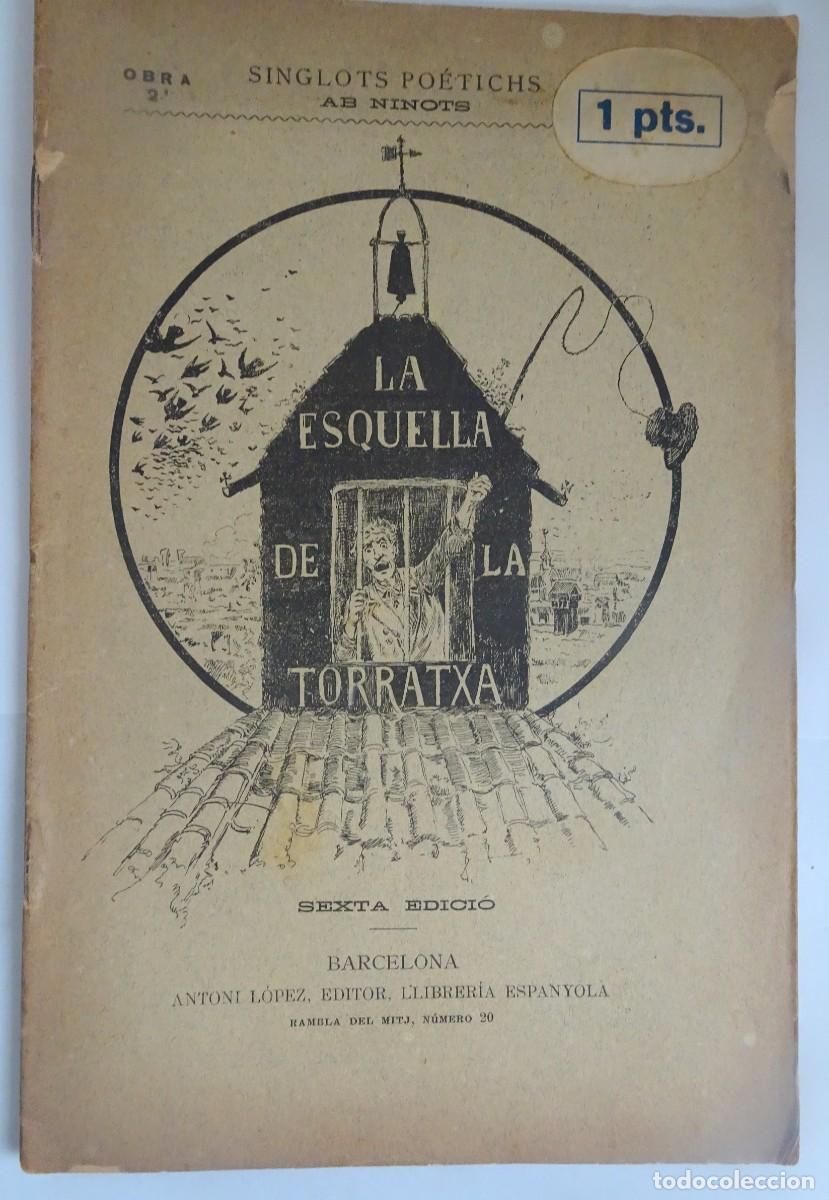 OBRA
2.ª
SINGLOTS POÉTICHS
AB NINOTS
1 pts.
LA
ESQUELLA
DE LA
TORRATXA
SEXTA EDICIÓ
BARCELONA
ANTONI LÓPEZ, EDITOR, LLIBRERÍA ESPANYOLA
RAMBLA DEL MITJ, NÚMERO 20
todocoleccion